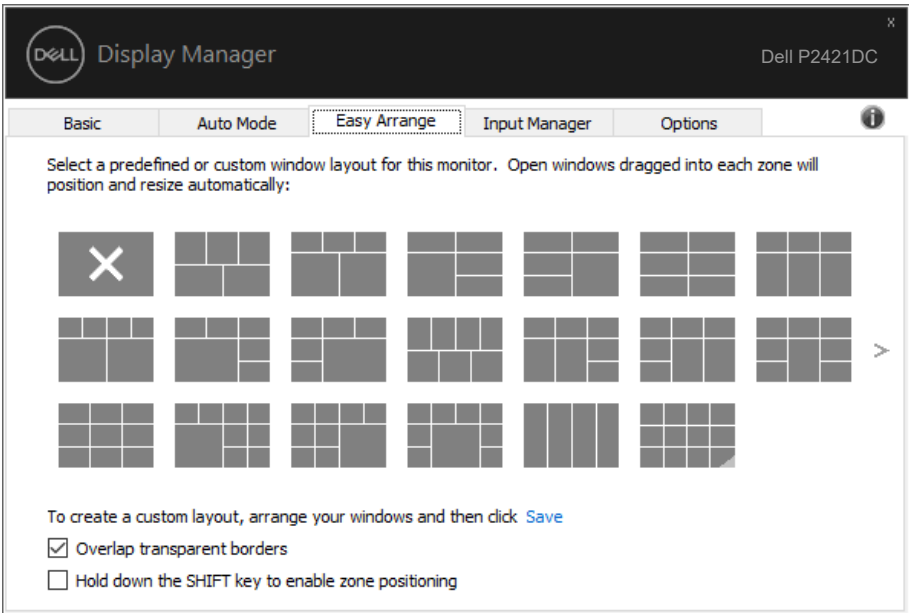 x
DELL Display Manager
Dell P2421DC
Basic Auto Mode Easy Arrange Input Manager Options
Select a predefined or custom window layout for this monitor. Open windows dragged into each zone will
position and resize automatically:
>
To create a custom layout, arrange your windows and then click Save
Overlap transparent borders
Hold down the SHIFT key to enable zone positioning